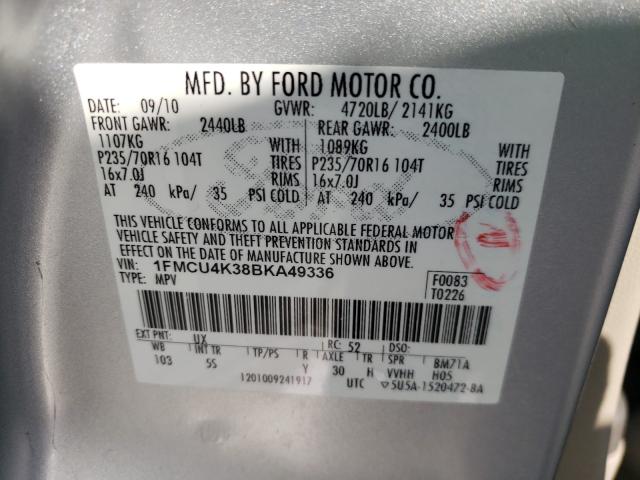 MFD. BY FORD MOTOR CO.
DATE: 09/10 GVWR: 4720LB/ 2141KG
FRONT GAWR: 2440LB REAR GAWR: 2400LB
1107KG WITH 1089KG WITH
P235/70R16 104T TIRES P235/70R16 104T TIRES
16x7.0J RIMS 16x7.0J RIMS
AT 240 kPa/ 35 PSI COLD AT 240 kPa/ 35 PSI COLD
THIS VEHICLE CONFORMS TO ALL APPLICABLE FEDERAL MOTOR
VEHICLE SAFETY AND THEFT PREVENTION STANDARDS IN
EFFECT ON THE DATE OF MANUFACTURE SHOWN ABOVE.
VIN: 1FMCU4K38BKA49336 F0083
TYPE: MPV T0226
EXT PNT: UX RC: 52 DSO:
WB INT TR TP/PS R AXLE TR SPR BM71A
103 5S Y 30 H VVHH H05
1201009241917 UTC 5U5A-1520472-BA